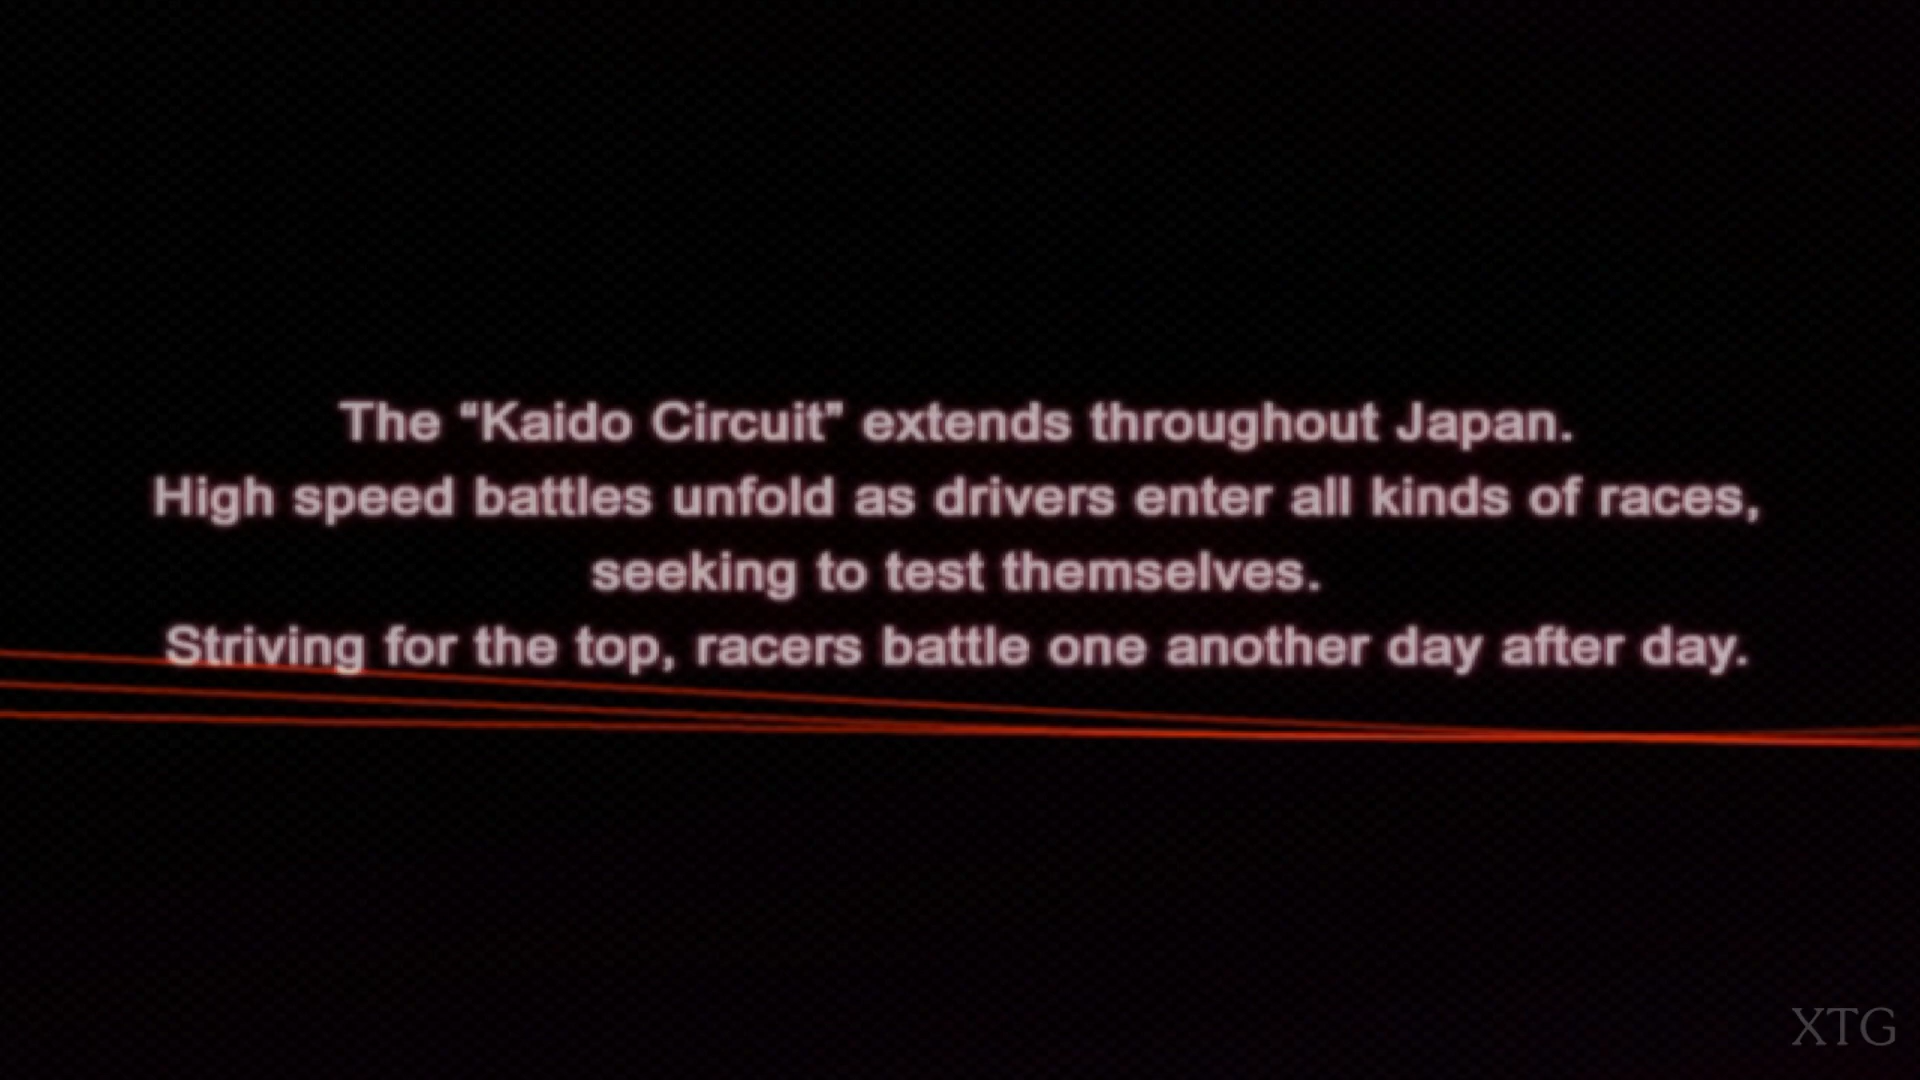 The “Kaido Circuit” extends throughout Japan.
High speed battles unfold as drivers enter all kinds of races,
seeking to test themselves.
Striving for the top, racers battle one another day after day.
XTG